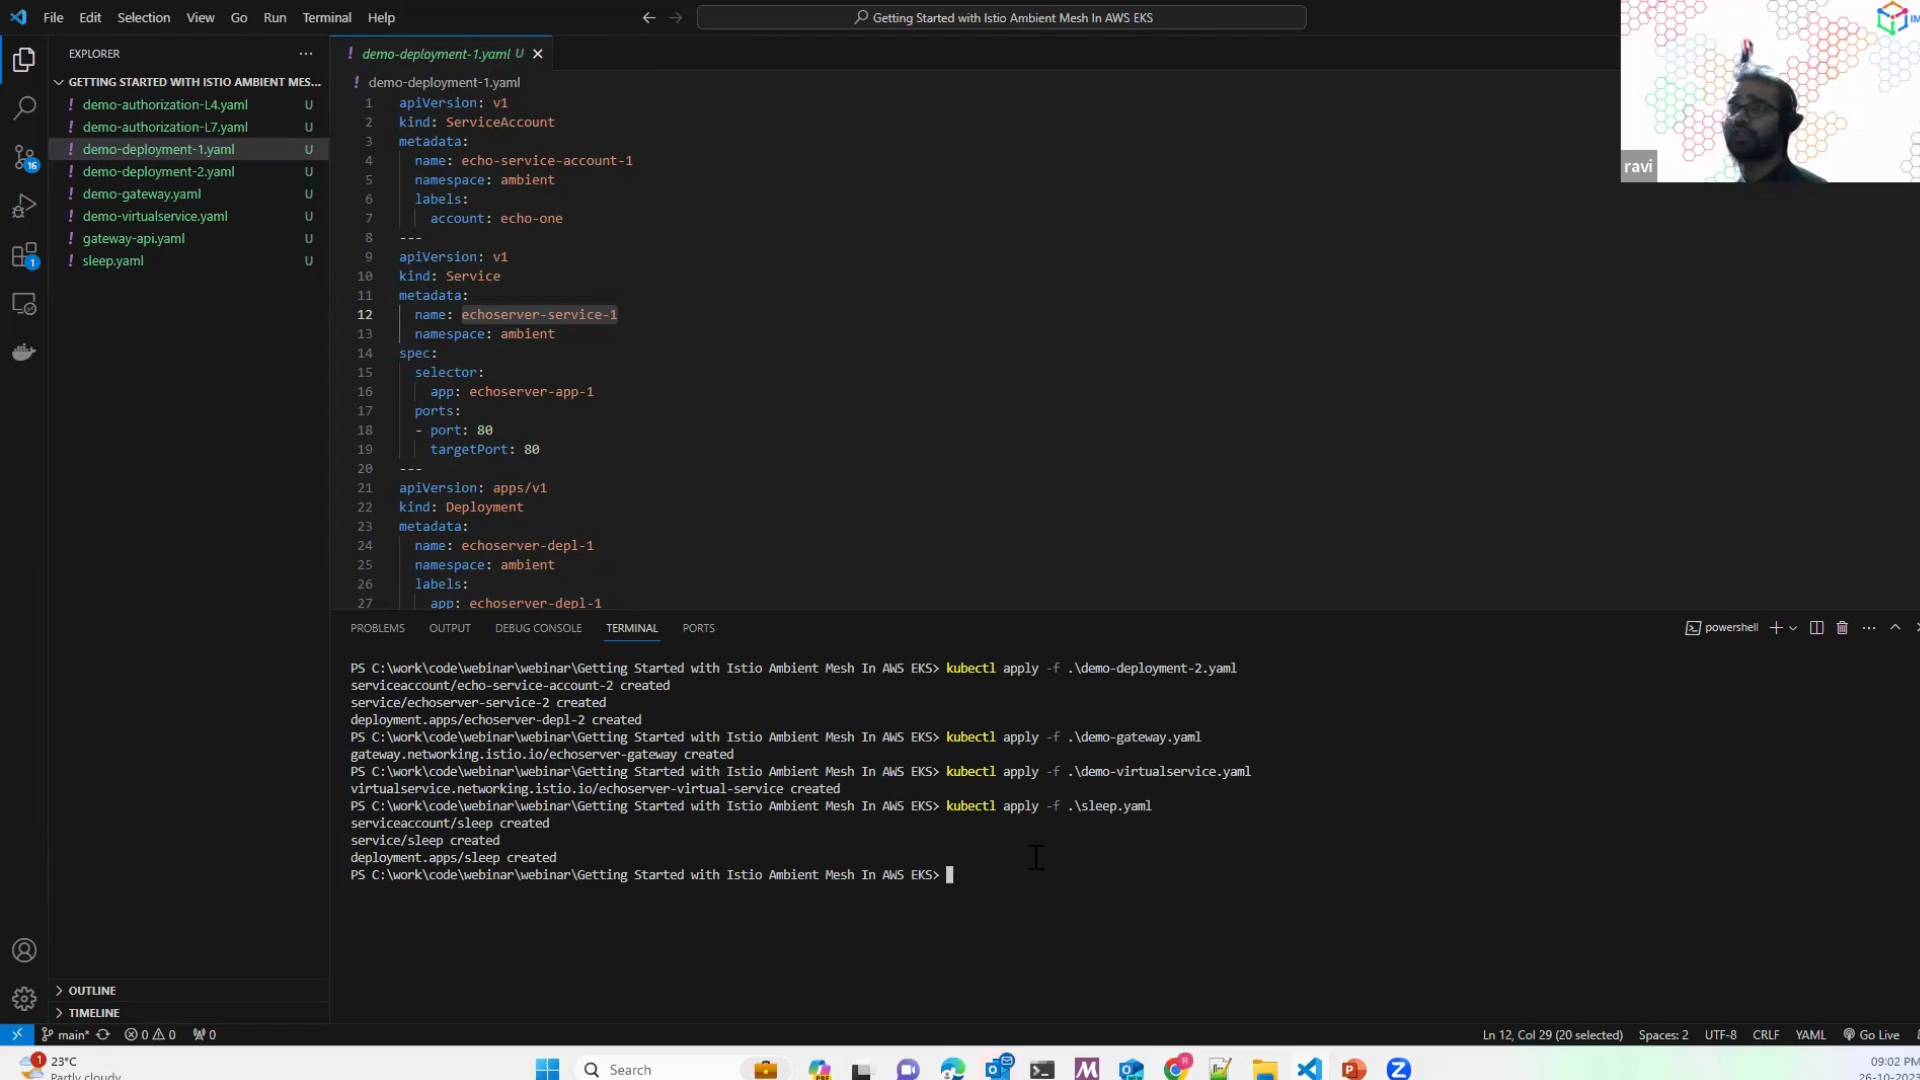 File Edit Selection View Go Run Terminal Help
Getting Started with Istio Ambient Mesh In AWS EKS
EXPLORER
GETTING STARTED WITH ISTIO AMBIENT MES...
! demo-authorization-L4.yaml U
! demo-authorization-L7.yaml U
! demo-deployment-1.yaml U
! demo-deployment-2.yaml U
! demo-gateway.yaml U
! demo-virtualservice.yaml U
! gateway-api.yaml U
! sleep.yaml U
16
1
OUTLINE
TIMELINE
! demo-deployment-1.yaml U
! demo-deployment-1.yaml
1 apiVersion: v1
2 kind: ServiceAccount
3 metadata:
4 name: echo-service-account-1
5 namespace: ambient
6 labels:
7 account: echo-one
8 ---
9 apiVersion: v1
10 kind: Service
11 metadata:
12 name: echoserver-service-1
13 namespace: ambient
14 spec:
15 selector:
16 app: echoserver-app-1
17 ports:
18 - port: 80
19 targetPort: 80
20 ---
21 apiVersion: apps/v1
22 kind: Deployment
23 metadata:
24 name: echoserver-depl-1
25 namespace: ambient
26 labels:
27 app: echoserver-depl-1
ravi
PROBLEMS OUTPUT DEBUG CONSOLE TERMINAL PORTS
powershell
PS C:\work\code\webinar\webinar\Getting Started with Istio Ambient Mesh In AWS EKS> kubectl apply -f .\demo-deployment-2.yaml
serviceaccount/echo-service-account-2 created
service/echoserver-service-2 created
deployment.apps/echoserver-depl-2 created
PS C:\work\code\webinar\webinar\Getting Started with Istio Ambient Mesh In AWS EKS> kubectl apply -f .\demo-gateway.yaml
gateway.networking.istio.io/echoserver-gateway created
PS C:\work\code\webinar\webinar\Getting Started with Istio Ambient Mesh In AWS EKS> kubectl apply -f .\demo-virtualservice.yaml
virtualservice.networking.istio.io/echoserver-virtual-service created
PS C:\work\code\webinar\webinar\Getting Started with Istio Ambient Mesh In AWS EKS> kubectl apply -f .\sleep.yaml
serviceaccount/sleep created
service/sleep created
deployment.apps/sleep created
PS C:\work\code\webinar\webinar\Getting Started with Istio Ambient Mesh In AWS EKS>
main* 0 0 0
Ln 12, Col 29 (20 selected) Spaces: 2 UTF-8 CRLF YAML Go Live
1
23°C
Partly cloudy
Search
09:02 PM
26-10-2023